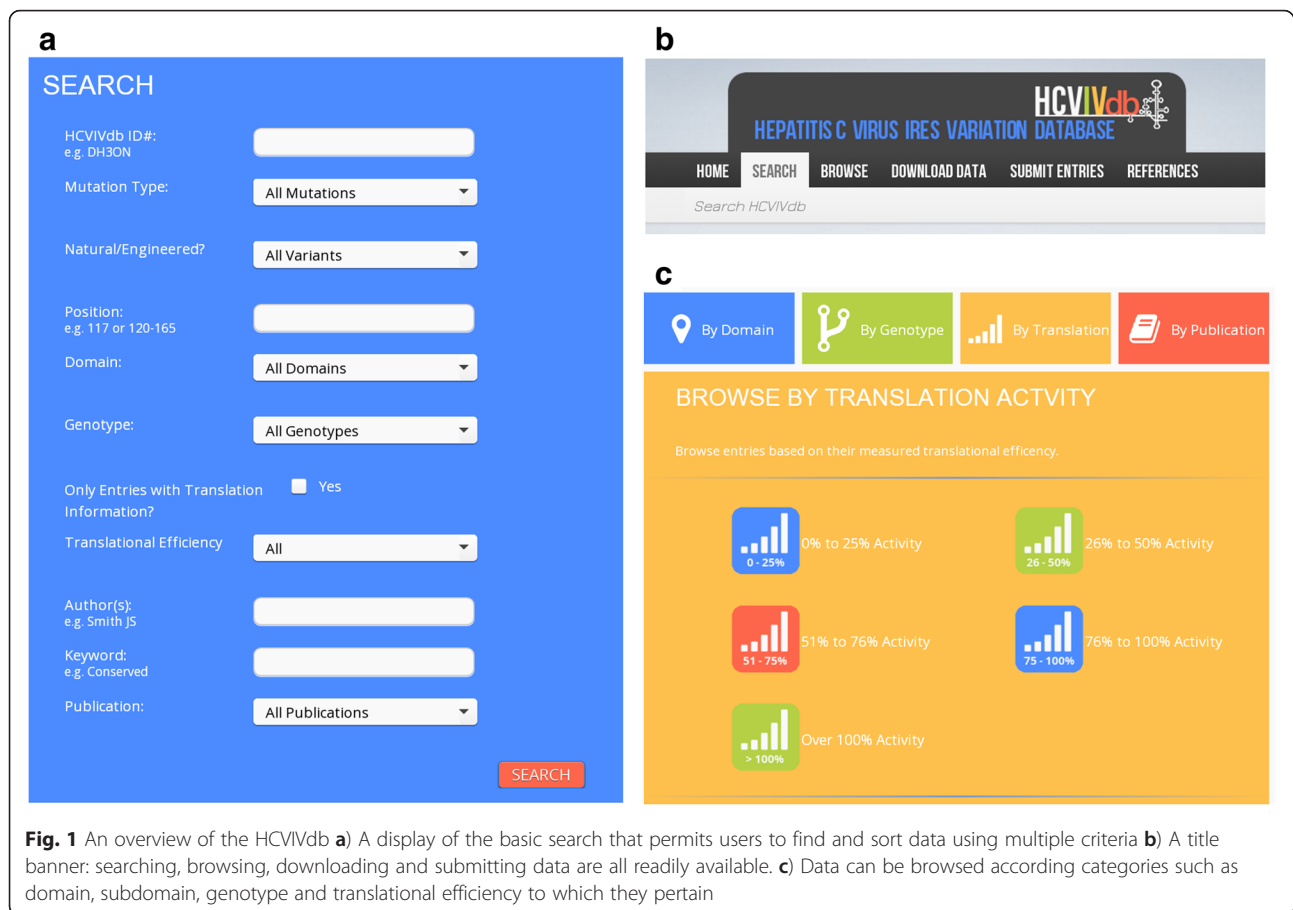 a
SEARCH
HCVIVdb ID#:
e.g. DH3ON
Mutation Type:
All Mutations
Natural/Engineered?
All Variants
Position:
e.g. 117 or 120-165
Domain:
All Domains
Genotype:
All Genotypes
Only Entries with Translation
Information?
Yes
Translational Efficiency
All
Author(s):
e.g. Smith JS
Keyword:
e.g. Conserved
Publication:
All Publications
SEARCH
b
HCVIVdb
HEPATITIS C VIRUS IRES VARIATION DATABASE
HOME SEARCH BROWSE DOWNLOAD DATA SUBMIT ENTRIES REFERENCES
Search HCVIVdb
c
By Domain By Genotype By Translation By Publication
BROWSE BY TRANSLATION ACTVITY
Browse entries based on their measured translational efficency.
0 - 25%
0% to 25% Activity
26 - 50%
26% to 50% Activity
51 - 75%
51% to 76% Activity
75 - 100%
76% to 100% Activity
> 100%
Over 100% Activity
Fig. 1 An overview of the HCVIVdb a) A display of the basic search that permits users to find and sort data using multiple criteria b) A title
banner: searching, browsing, downloading and submitting data are all readily available. c) Data can be browsed according categories such as
domain, subdomain, genotype and translational efficiency to which they pertain